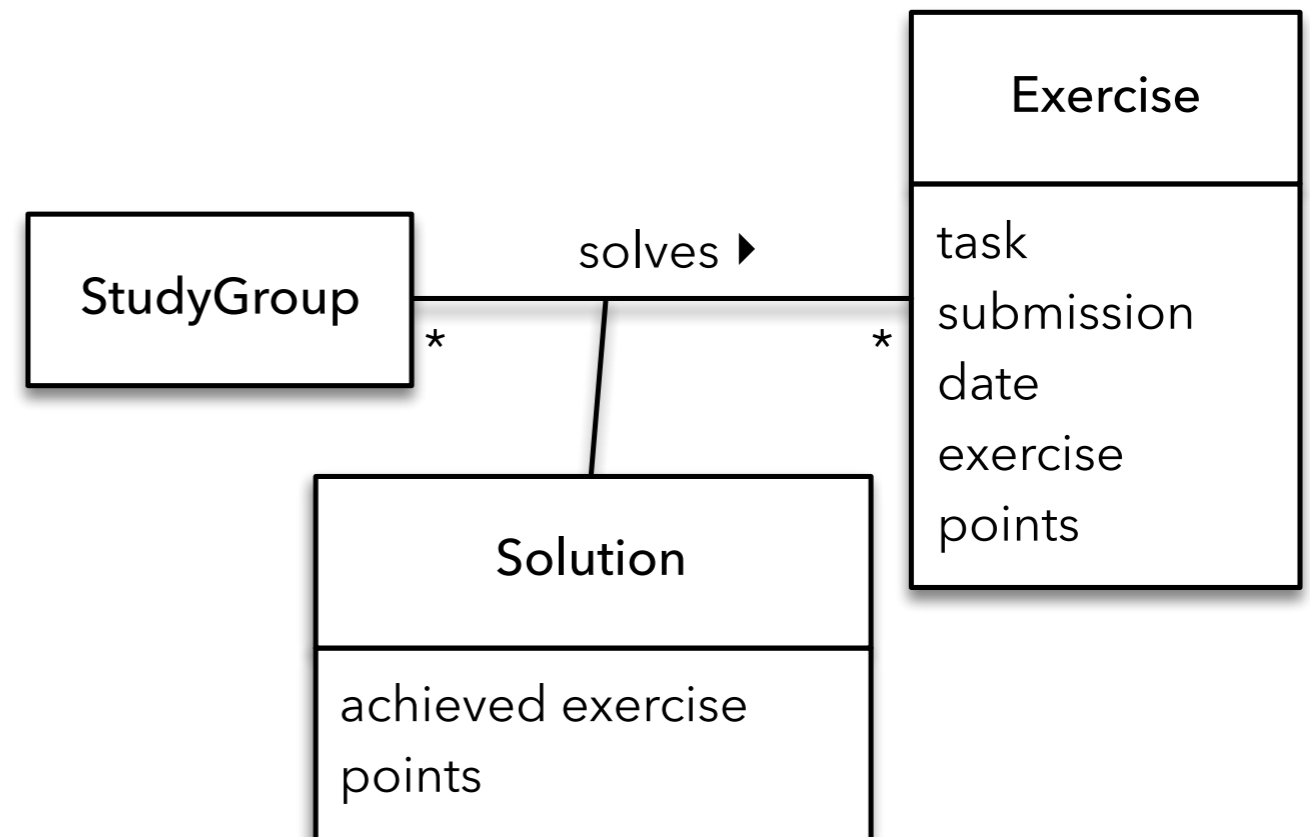 Exercise
task
submission
date
exercise
points
StudyGroup
solves ▶
*
*
Solution
achieved exercise
points